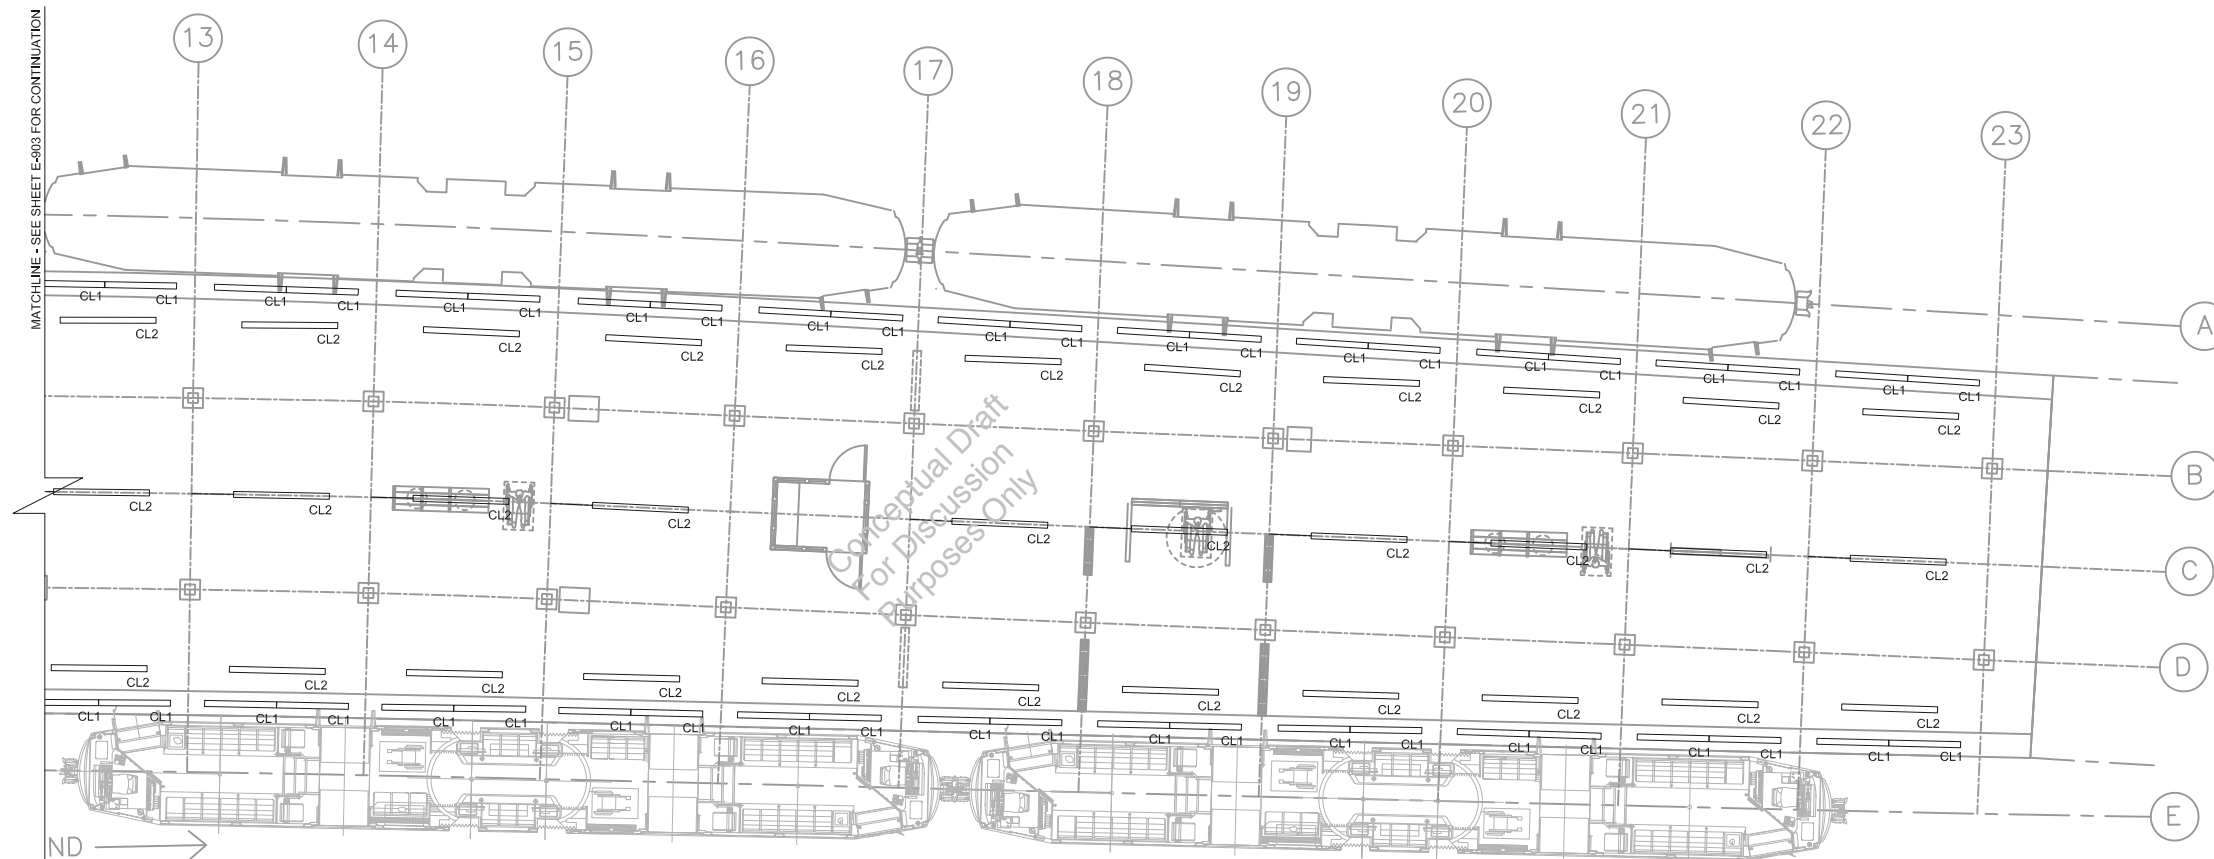 MATCHLINE - SEE SHEET E-903 FOR CONTINUATION
13 14 15 16 17 18 19 20 21 22 23
CL1 CL1 CL1 CL1 CL1 CL1 CL1 CL1 CL1 CL1 CL1 CL1 CL1 CL1 CL1 CL1 CL1 CL1 CL1 CL1 CL1 CL1
A
CL2 CL2 CL2 CL2 CL2 CL2 CL2 CL2 CL2 CL2 CL2
B
Conceptual Draft
For Discussion
Purposes Only
CL2 CL2 CL2 CL2 CL2 CL2 CL2 CL2 CL2 CL2
C
D
CL2 CL2 CL2 CL2 CL2 CL2 CL2 CL2 CL2 CL2 CL2
CL1 CL1 CL1 CL1 CL1 CL1 CL1 CL1 CL1 CL1 CL1 CL1 CL1 CL1 CL1 CL1 CL1 CL1 CL1 CL1 CL1 CL1
E
ND